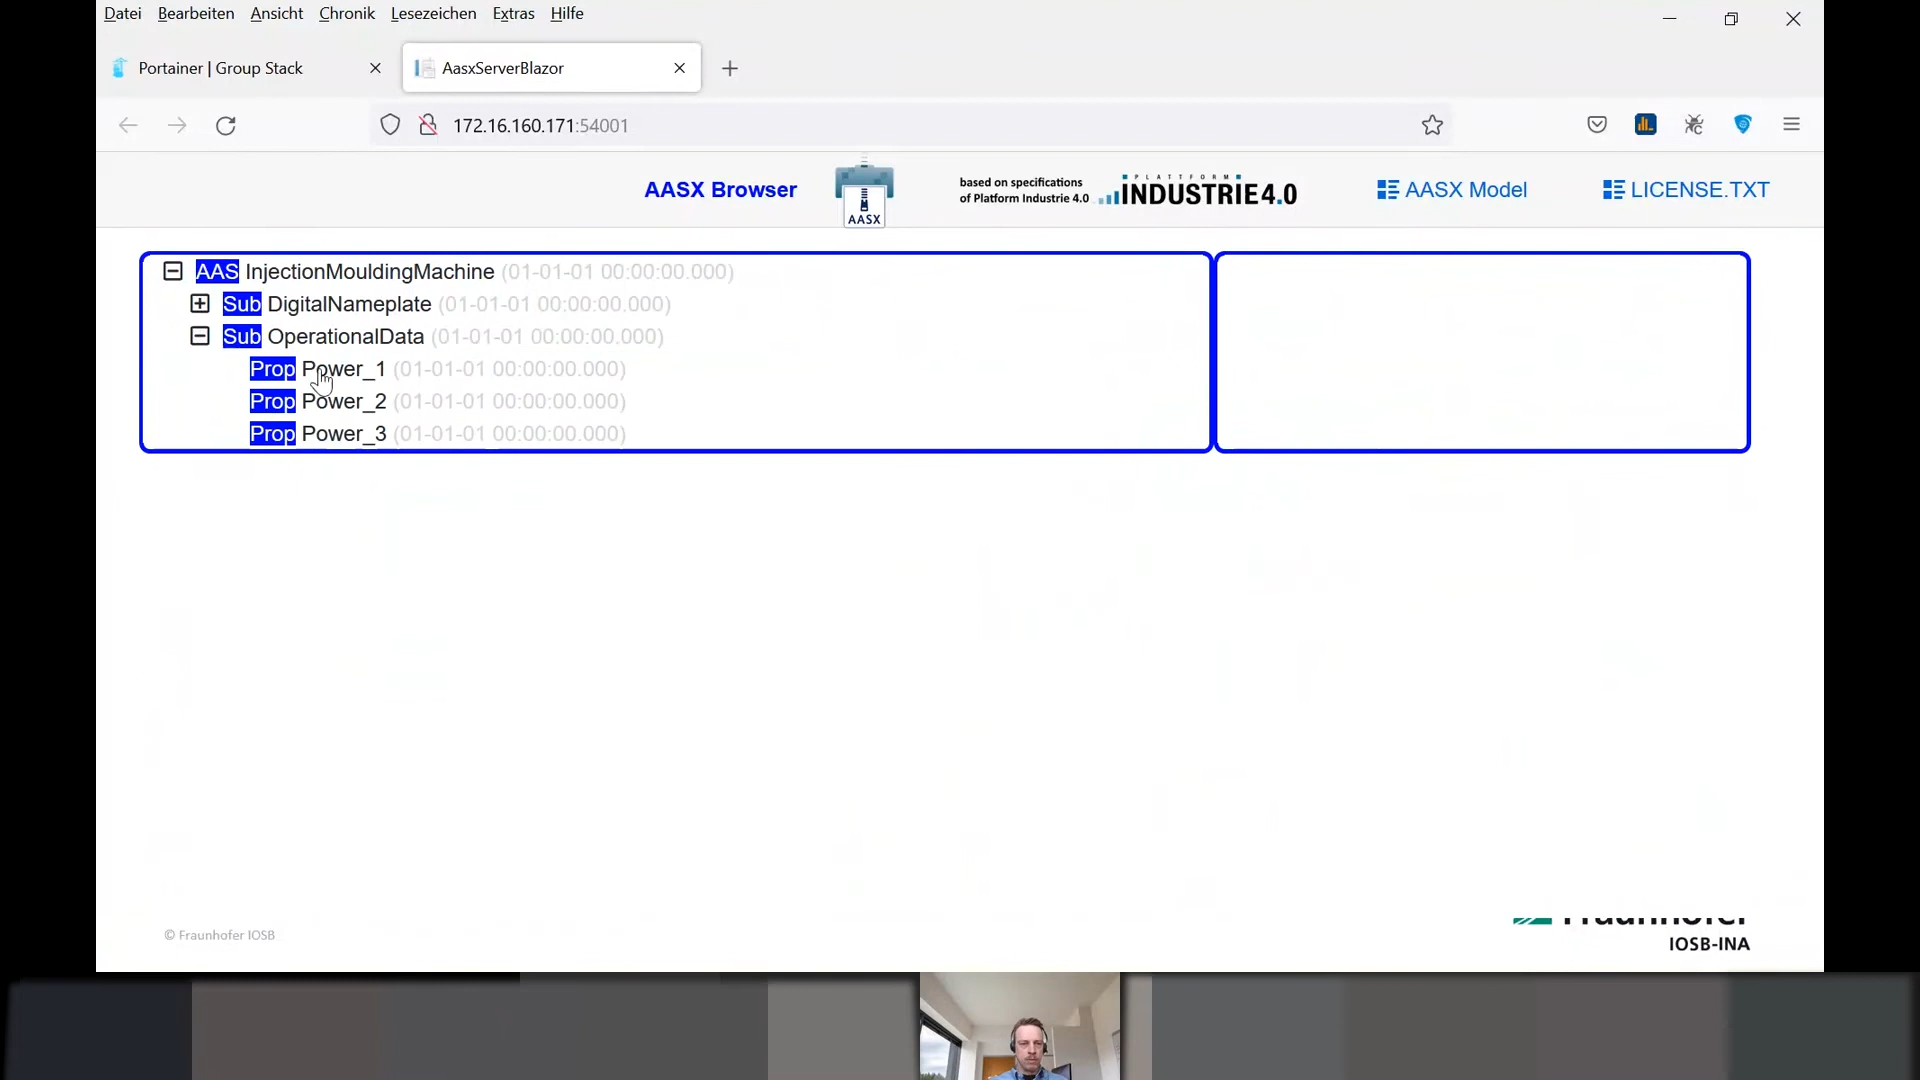 Datei Bearbeiten Ansicht Chronik Lesezeichen Extras Hilfe
Portainer | Group Stack
AasxServerBlazor
172.16.160.171:54001
AASX Browser
AASX
based on specifications
of Platform Industrie 4.0
PLATTFORM
INDUSTRIE4.0
AASX Model
LICENSE.TXT
AAS InjectionMouldingMachine (01-01-01 00:00:00.000)
Sub DigitalNameplate (01-01-01 00:00:00.000)
Sub OperationalData (01-01-01 00:00:00.000)
Prop Power_1 (01-01-01 00:00:00.000)
Prop Power_2 (01-01-01 00:00:00.000)
Prop Power_3 (01-01-01 00:00:00.000)
© Fraunhofer IOSB
Fraunhofer
IOSB-INA